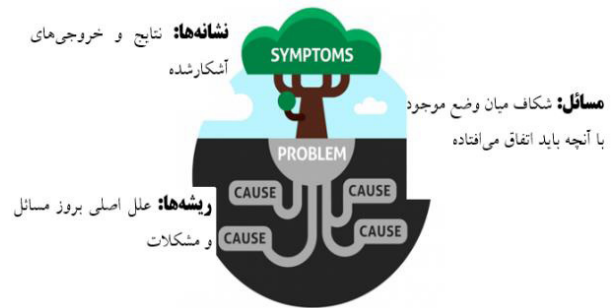 نشانه‌ها: نتایج و خروجی‌های
آشکارشده
SYMPTOMS
مسائل: شکاف میان وضع موجود
با آنچه باید اتفاق می‌افتاده
PROBLEM
CAUSE
CAUSE
ریشه‌ها: علل اصلی بروز مسائل
و مشکلات
CAUSE
CAUSE